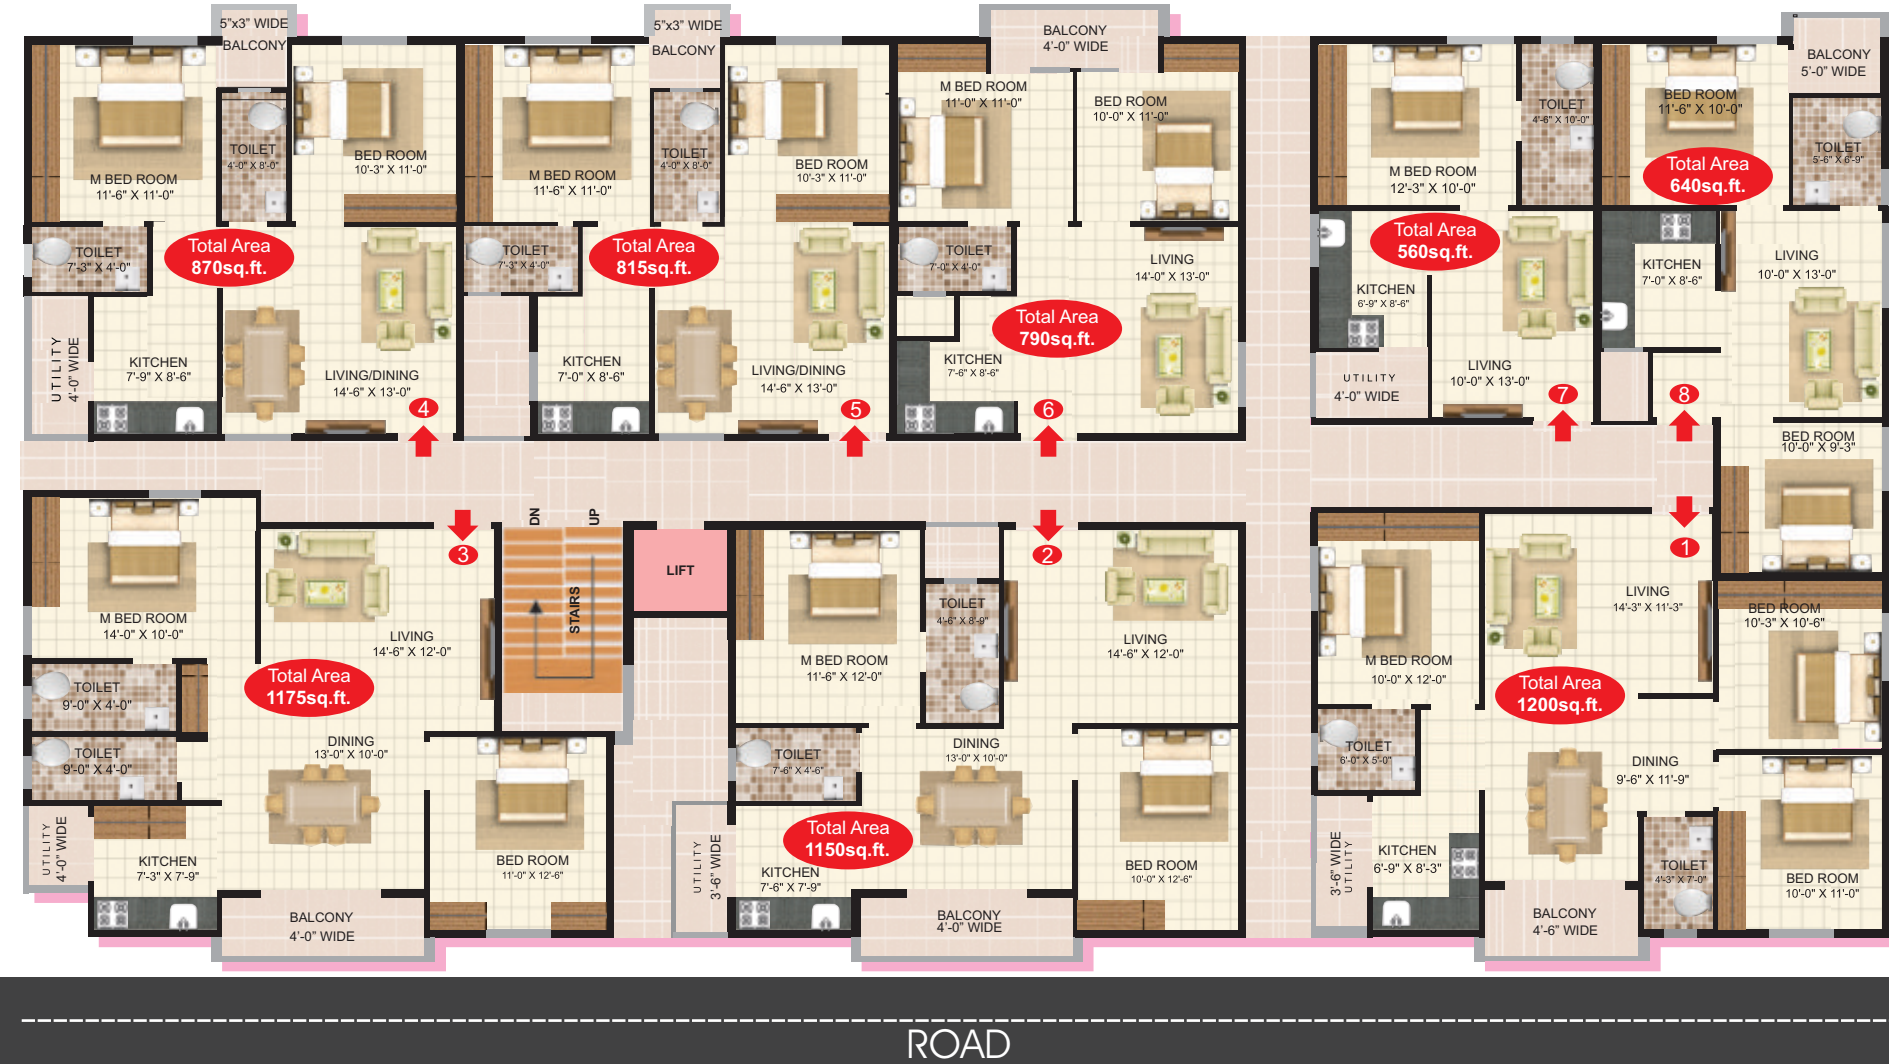 5"x3" WIDE
BALCONY
M BED ROOM
11'-6" X 11'-0"
TOILET
4'-0" X 8'-0"
BED ROOM
10'-3" X 11'-0"
TOILET
7'-3" X 4'-0"
Total Area
870sq.ft.
UTILITY
4'-0" WIDE
KITCHEN
7'-9" X 8'-6"
LIVING/DINING
14'-6" X 13'-0"
4
5"x3" WIDE
BALCONY
M BED ROOM
11'-6" X 11'-0"
TOILET
4'-0" X 8'-0"
BED ROOM
10'-3" X 11'-0"
TOILET
7'-3" X 4'-0"
Total Area
815sq.ft.
KITCHEN
7'-0" X 8'-6"
LIVING/DINING
14'-6" X 13'-0"
5
BALCONY
4'-0" WIDE
M BED ROOM
11'-0" X 11'-0"
BED ROOM
10'-0" X 11'-0"
TOILET
7'-0" X 4'-0"
LIVING
14'-0" X 13'-0"
Total Area
790sq.ft.
KITCHEN
7'-6" X 8'-6"
6
M BED ROOM
12'-3" X 10'-0"
TOILET
4'-6" X 10'-0"
Total Area
560sq.ft.
KITCHEN
6'-9" X 8'-6"
UTILITY
4'-0" WIDE
LIVING
10'-0" X 13'-0"
7
BALCONY
5'-0" WIDE
BED ROOM
11'-6" X 10'-0"
TOILET
5'-6" X 6'-9"
Total Area
640sq.ft.
KITCHEN
7'-0" X 8'-6"
LIVING
10'-0" X 13'-0"
8
BED ROOM
10'-0" X 9'-3"
3
M BED ROOM
14'-0" X 10'-0"
LIVING
14'-6" X 12'-0"
TOILET
9'-0" X 4'-0"
Total Area
1175sq.ft.
TOILET
9'-0" X 4'-0"
DINING
13'-0" X 10'-0"
UTILITY
4'-0" WIDE
KITCHEN
7'-3" X 7'-9"
BED ROOM
11'-0" X 12'-6"
BALCONY
4'-0" WIDE
DN
UP
STAIRS
LIFT
2
M BED ROOM
11'-6" X 12'-0"
TOILET
4'-6" X 8'-9"
LIVING
14'-6" X 12'-0"
TOILET
7'-6" X 4'-6"
DINING
13'-0" X 10'-0"
Total Area
1150sq.ft.
UTILITY
3'-6" WIDE
KITCHEN
7'-6" X 7'-9"
BED ROOM
10'-0" X 12'-6"
BALCONY
4'-0" WIDE
1
LIVING
14'-3" X 11'-3"
BED ROOM
10'-3" X 10'-6"
M BED ROOM
10'-0" X 12'-0"
Total Area
1200sq.ft.
TOILET
6'-0" X 5'-0"
DINING
9'-6" X 11'-9"
3'-6" WIDE
UTILITY
KITCHEN
6'-9" X 8'-3"
TOILET
4'-3" X 7'-0"
BED ROOM
10'-0" X 11'-0"
BALCONY
4'-6" WIDE
ROAD